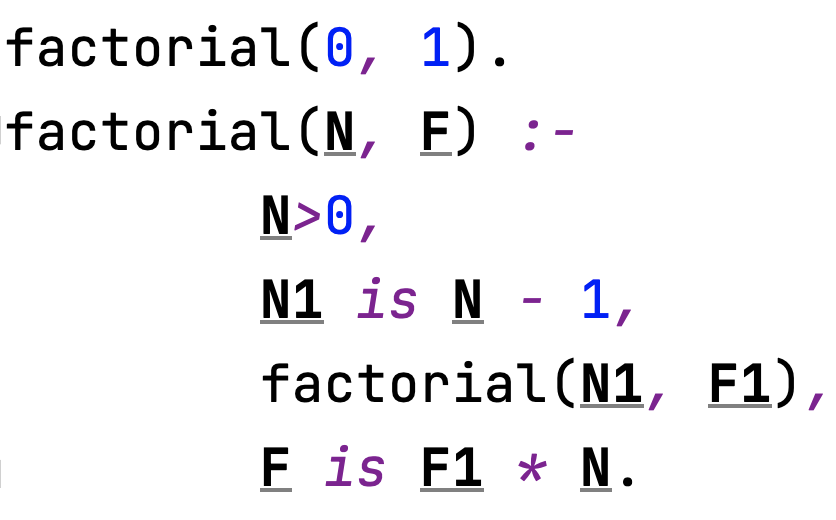 factorial(0, 1).
factorial(N, F) :-
N>0,
N1 is N - 1,
factorial(N1, F1),
F is F1 * N.